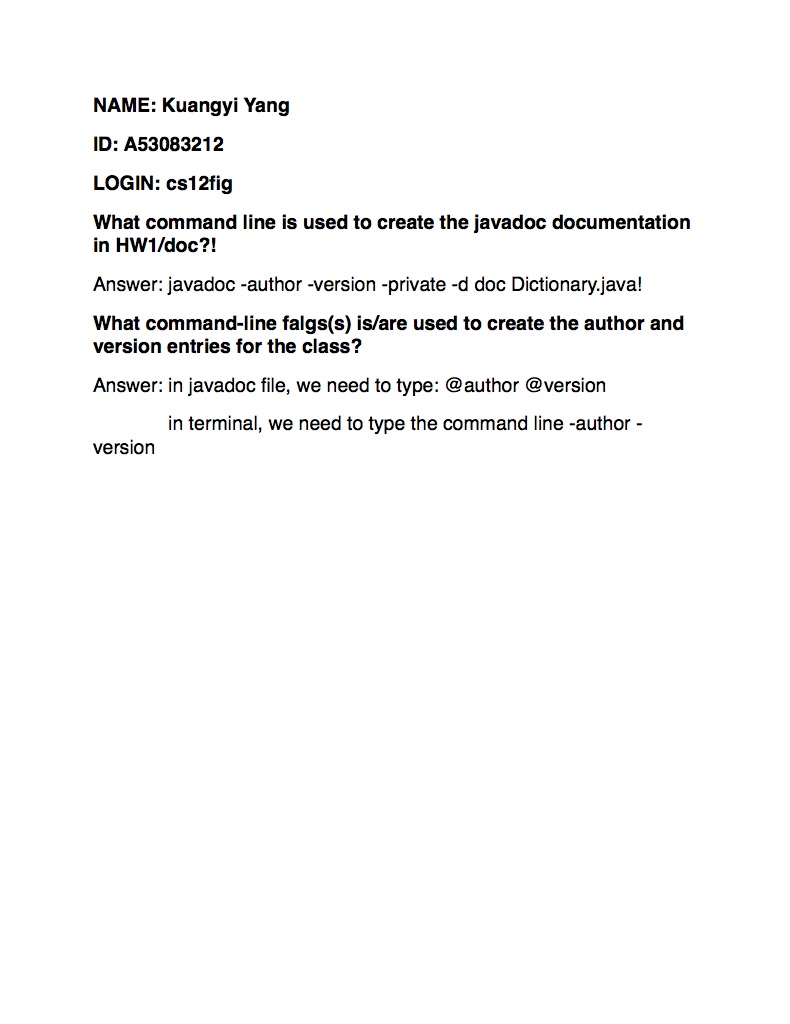 NAME: Kuangyi Yang
ID: A53083212
LOGIN: cs12fig
What command line is used to create the javadoc documentation
in HW1/doc?!
Answer: javadoc -author -version -private -d doc Dictionary.java!
What command-line falgs(s) is/are used to create the author and
version entries for the class?
Answer: in javadoc file, we need to type: @author @version
in terminal, we need to type the command line -author -
version